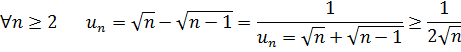 ∀n ≥ 2   u_n = √n − √(n − 1) = 1 / (u_n = √n + √(n − 1)) ≥ 1 / (2√n)